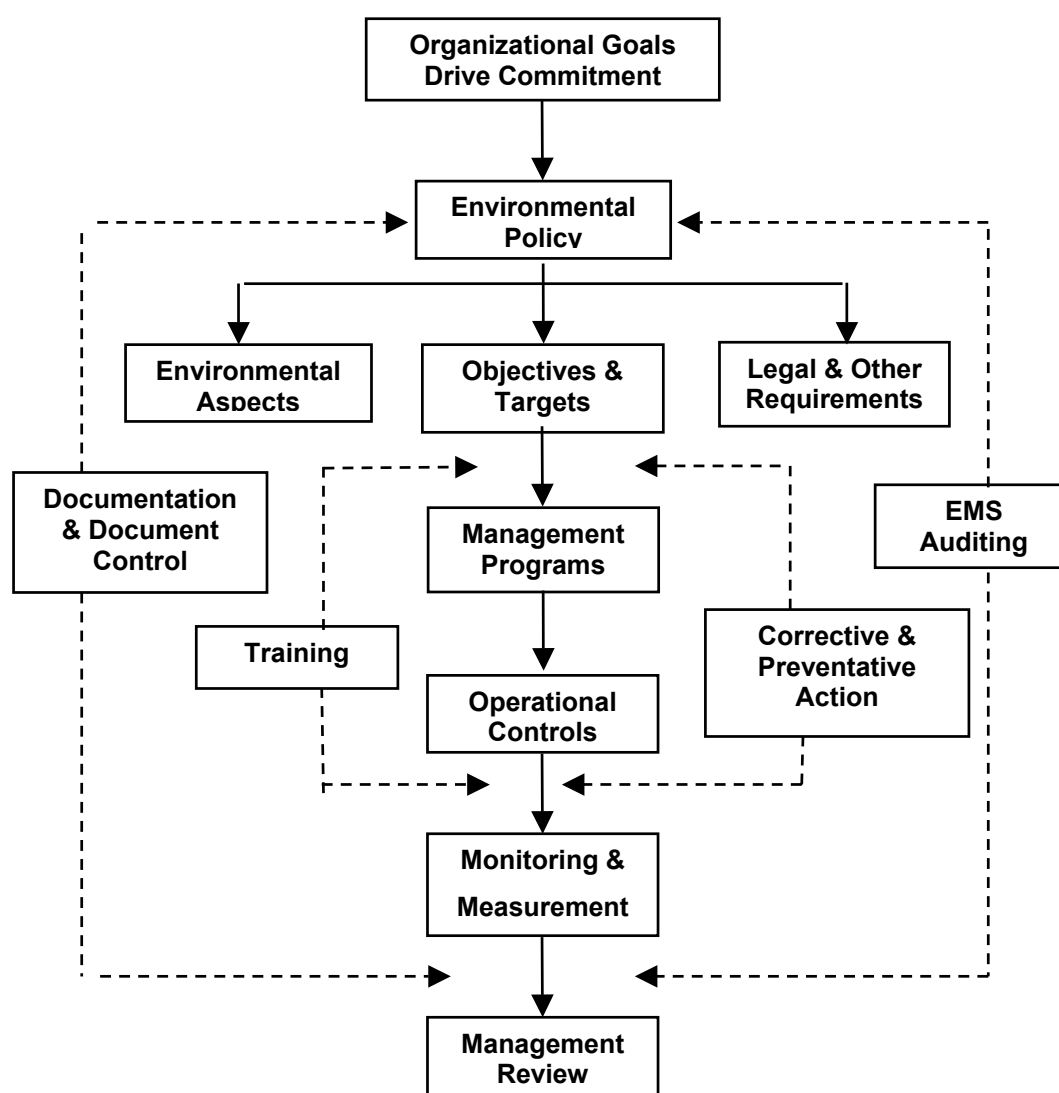 Organizational Goals
Drive Commitment
Environmental
Policy
Environmental
Aspects
Objectives &
Targets
Legal & Other
Requirements
Documentation
& Document
Control
EMS
Auditing
Management
Programs
Training
Corrective &
Preventative
Action
Operational
Controls
Monitoring &
Measurement
Management
Review